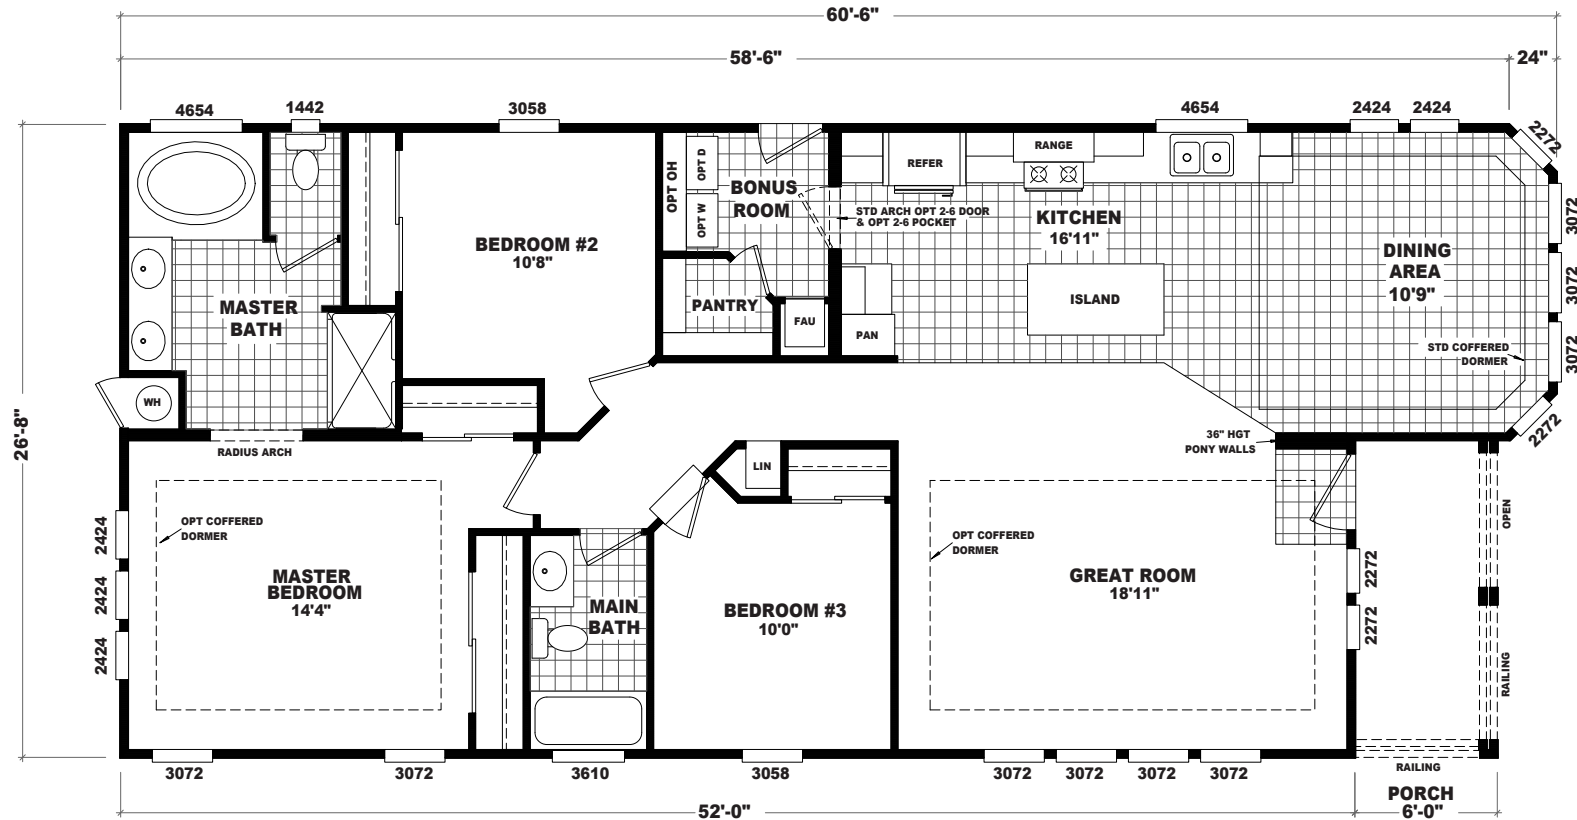 60'-6"
58'-6"
24"
4654
1442
3058
4654
2424
2424
2272
REFER
RANGE
OPT D
OPT OH
OPT W
BONUS
ROOM
STD ARCH OPT 2-6 DOOR
& OPT 2-6 POCKET
KITCHEN
16'11"
3072
BEDROOM #2
10'8"
DINING
AREA
10'9"
3072
MASTER
BATH
PANTRY
FAU
PAN
ISLAND
STD COFFERED
DORMER
3072
WH
26'-8"
2272
RADIUS ARCH
36" HGT
PONY WALLS
LIN
OPT COFFERED
DORMER
OPT COFFERED
DORMER
OPEN
2424
2424
2424
MASTER
BEDROOM
14'4"
MAIN
BATH
BEDROOM #3
10'0"
GREAT ROOM
18'11"
2272
2272
RAILING
RAILING
3072
3072
3610
3058
3072
3072
3072
3072
PORCH
6'-0"
52'-0"